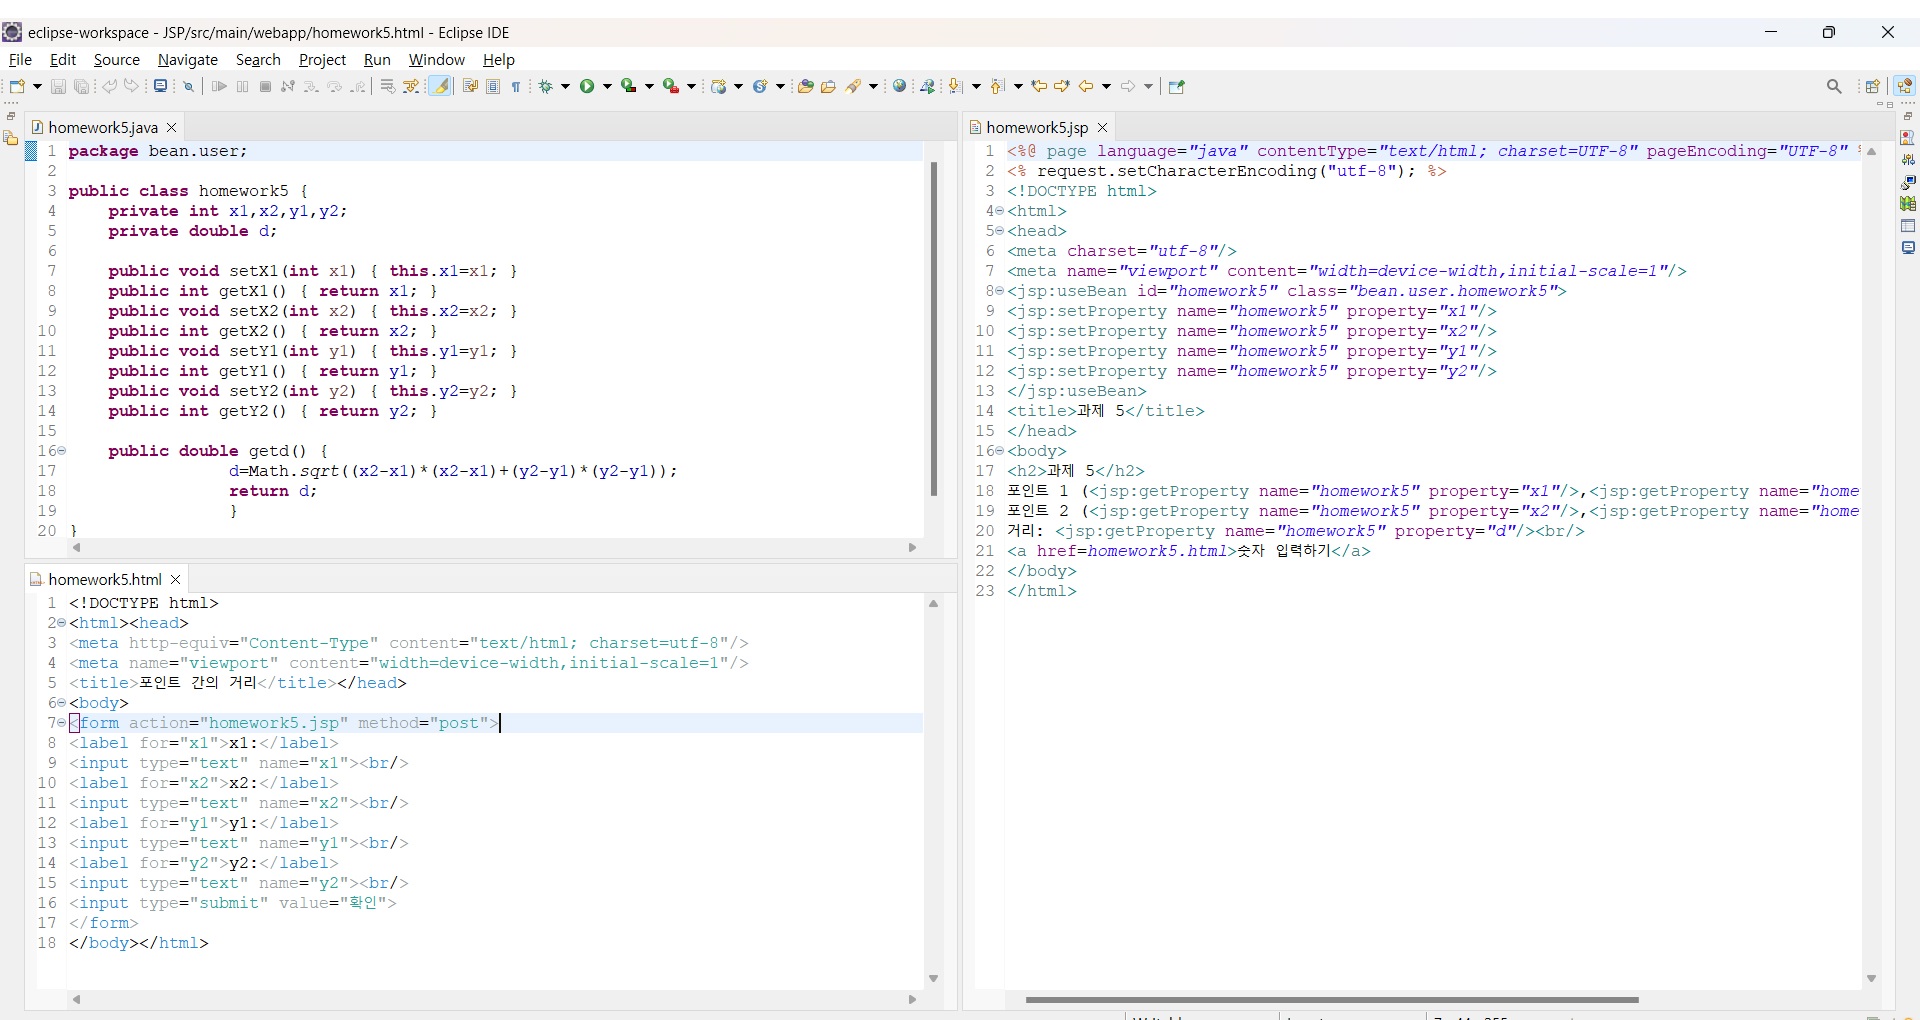 eclipse-workspace - JSP/src/main/webapp/homework5.html - Eclipse IDE
File Edit Source Navigate Search Project Run Window Help
homework5.java
1 package bean.user;
2
3 public class homework5 {
4 private int x1,x2,y1,y2;
5 private double d;
6
7 public void setX1(int x1) { this.x1=x1; }
8 public int getX1() { return x1; }
9 public void setX2(int x2) { this.x2=x2; }
10 public int getX2() { return x2; }
11 public void setY1(int y1) { this.y1=y1; }
12 public int getY1() { return y1; }
13 public void setY2(int y2) { this.y2=y2; }
14 public int getY2() { return y2; }
15
16 public double getd() {
17 d=Math.sqrt((x2-x1)*(x2-x1)+(y2-y1)*(y2-y1));
18 return d;
19 }
20 }
homework5.html
1 <!DOCTYPE html>
2 <html><head>
3 <meta http-equiv="Content-Type" content="text/html; charset=utf-8"/>
4 <meta name="viewport" content="width=device-width,initial-scale=1"/>
5 <title>포인트 간의 거리</title></head>
6 <body>
7 <form action="homework5.jsp" method="post">
8 <label for="x1">x1:</label>
9 <input type="text" name="x1"><br/>
10 <label for="x2">x2:</label>
11 <input type="text" name="x2"><br/>
12 <label for="y1">y1:</label>
13 <input type="text" name="y1"><br/>
14 <label for="y2">y2:</label>
15 <input type="text" name="y2"><br/>
16 <input type="submit" value="확인">
17 </form>
18 </body></html>
homework5.jsp
1 <%@ page language="java" contentType="text/html; charset=UTF-8" pageEncoding="UTF-8"
2 <% request.setCharacterEncoding("utf-8"); %>
3 <!DOCTYPE html>
4 <html>
5 <head>
6 <meta charset="utf-8"/>
7 <meta name="viewport" content="width=device-width,initial-scale=1"/>
8 <jsp:useBean id="homework5" class="bean.user.homework5">
9 <jsp:setProperty name="homework5" property="x1"/>
10 <jsp:setProperty name="homework5" property="x2"/>
11 <jsp:setProperty name="homework5" property="y1"/>
12 <jsp:setProperty name="homework5" property="y2"/>
13 </jsp:useBean>
14 <title>과제 5</title>
15 </head>
16 <body>
17 <h2>과제 5</h2>
18 포인트 1 (<jsp:getProperty name="homework5" property="x1"/>,<jsp:getProperty name="home
19 포인트 2 (<jsp:getProperty name="homework5" property="x2"/>,<jsp:getProperty name="home
20 거리: <jsp:getProperty name="homework5" property="d"/><br/>
21 <a href=homework5.html>숫자 입력하기</a>
22 </body>
23 </html>